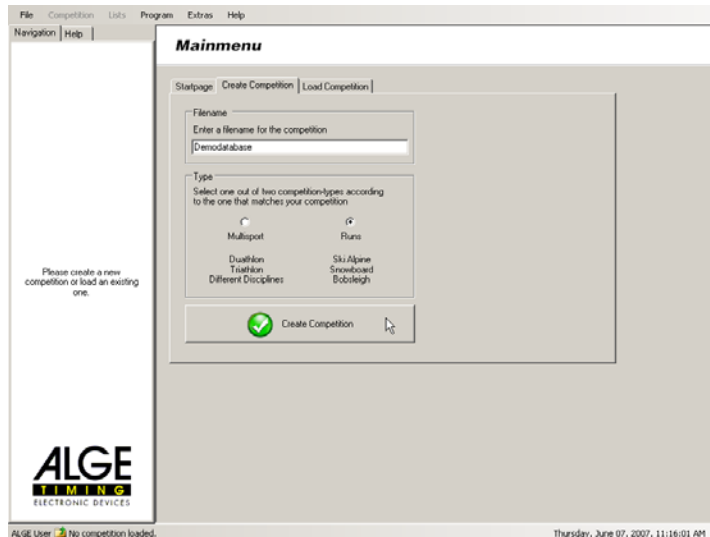 File Competition Lists Program Extras Help
Navigation Help
Mainmenu
Startpage Create Competition Load Competition
Filename
Enter a filename for the competition
Demodatabase
Type
Select one out of two competition-types according
to the one that matches your competition
Multisport
Runs
Duathlon
Triathlon
Different Disciplines
Ski Alpine
Snowboard
Bobsleigh
Create Competition
Please create a new
competition or load an existing
one.
ALGE
TIMING
ELECTRONIC DEVICES
ALGE User No competition loaded.
Thursday, June 07, 2007, 11:16:01 AM